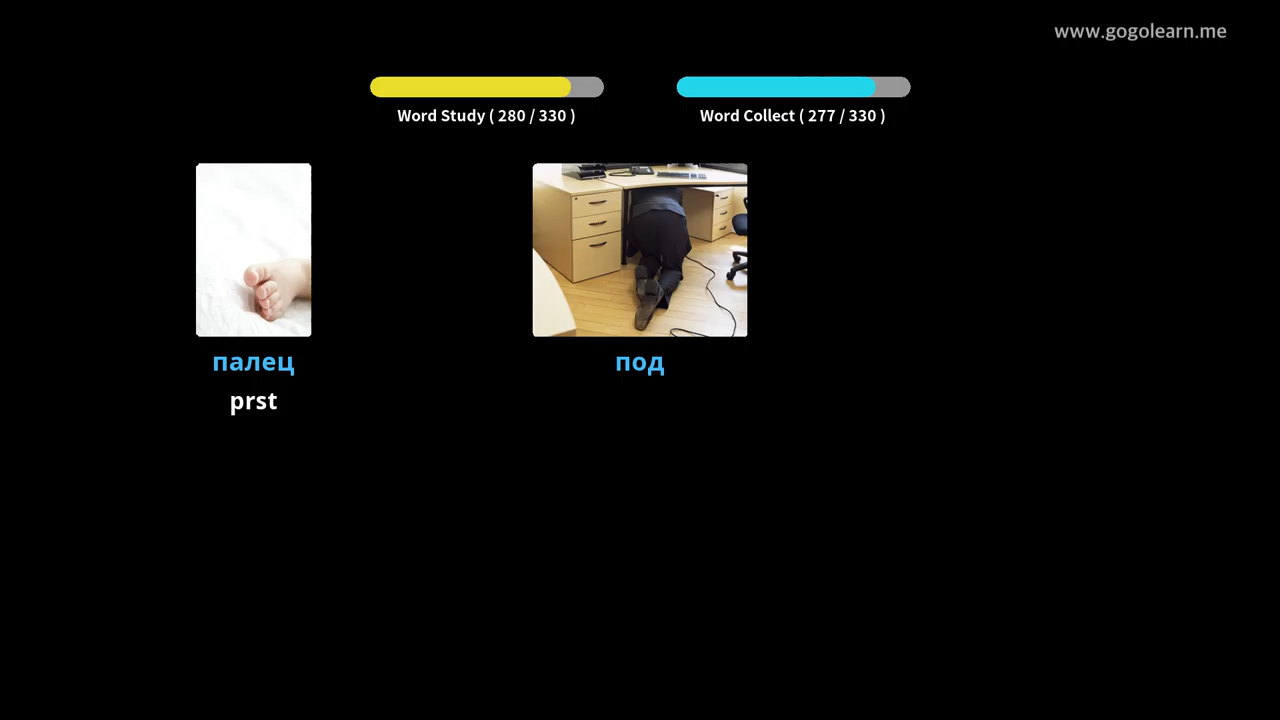 www.gogolearn.me
Word Study ( 280 / 330 )
Word Collect ( 277 / 330 )
палец
под
prst